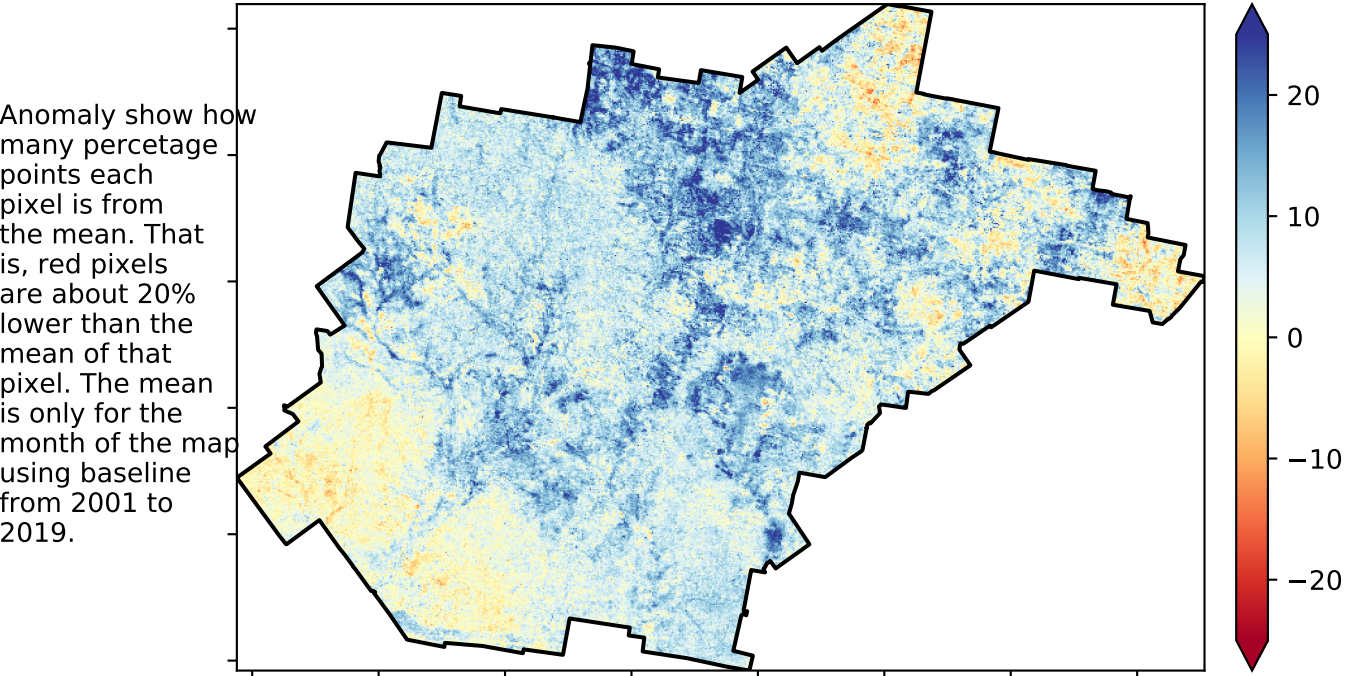 Anomaly show how
many percetage
points each
pixel is from
the mean. That
is, red pixels
are about 20%
lower than the
mean of that
pixel. The mean
is only for the
month of the map
using baseline
from 2001 to
2019.
20
10
0
−10
−20